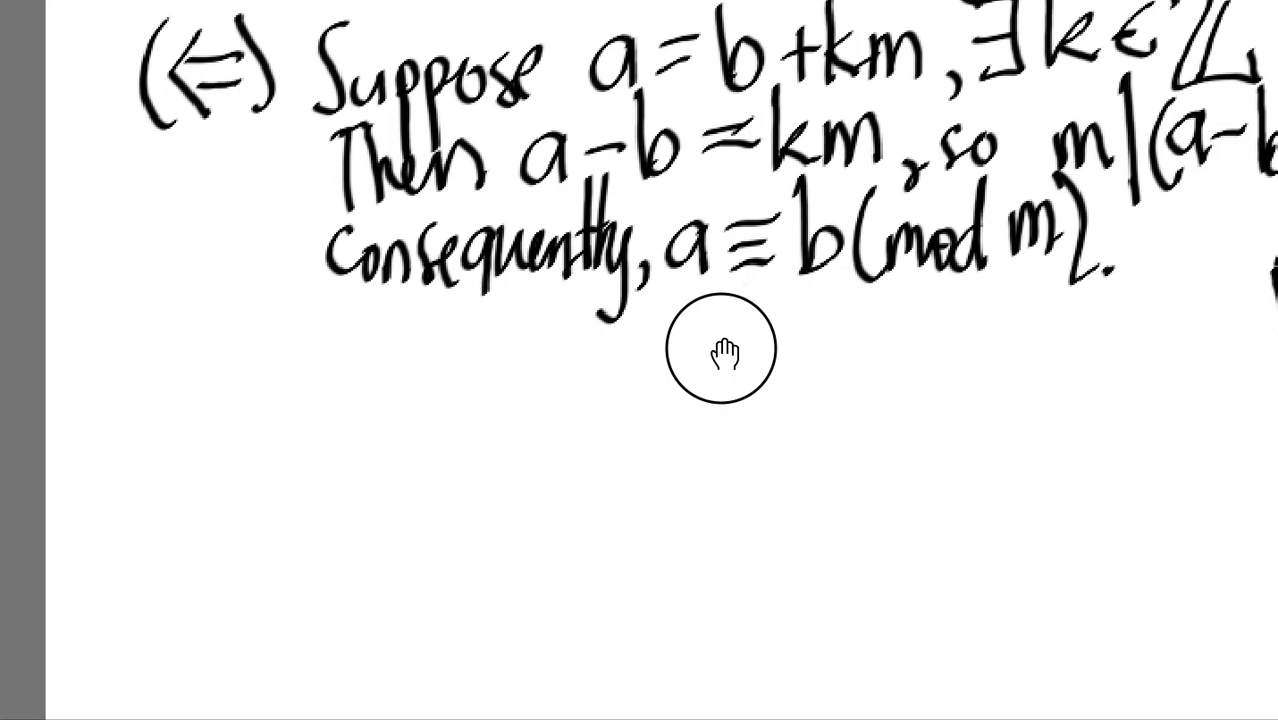 (⇐) Suppose a = b + km, ∃ k ∈ ℤ
Then a - b = km, so m | (a - b
consequently, a ≡ b (mod m).